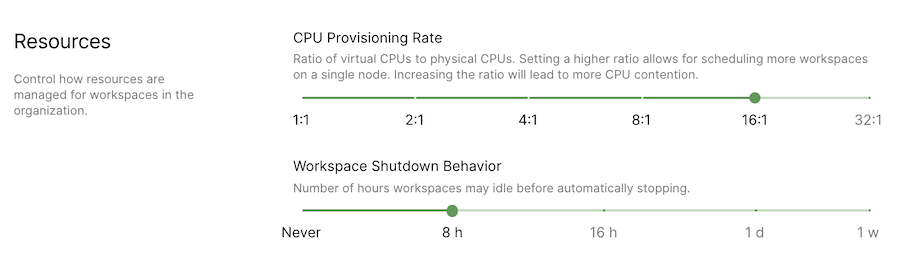 Resources
Control how resources are
managed for workspaces in the
organization.
CPU Provisioning Rate
Ratio of virtual CPUs to physical CPUs. Setting a higher ratio allows for scheduling more workspaces
on a single node. Increasing the ratio will lead to more CPU contention.
1:1 2:1 4:1 8:1 16:1 32:1
Workspace Shutdown Behavior
Number of hours workspaces may idle before automatically stopping.
Never 8 h 16 h 1 d 1 w